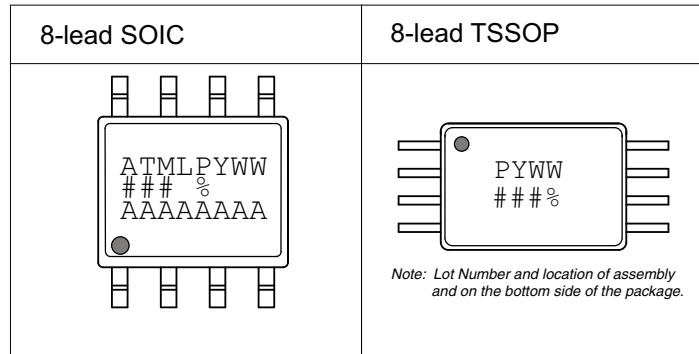 8-lead SOIC
8-lead TSSOP
ATMLPYWW
### %
AAAAAAAA
PYWW
###%
Note: Lot Number and location of assembly
and on the bottom side of the package.